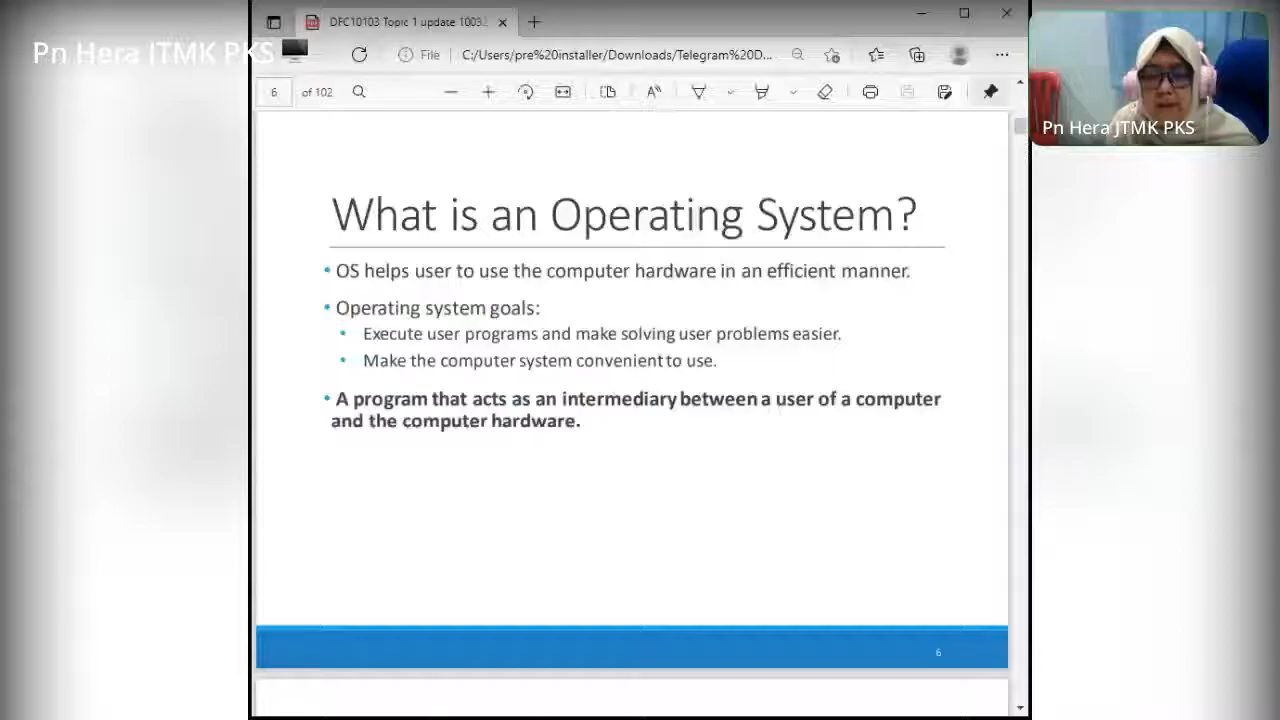 Pn Hera JTMK PKS
DFC10103 Topic 1 update 1003
File
C:/Users/pre%20installer/Downloads/Telegram%20D...
6 of 102
Pn Hera JTMK PKS
What is an Operating System?
• OS helps user to use the computer hardware in an efficient manner.
• Operating system goals:
• Execute user programs and make solving user problems easier.
• Make the computer system convenient to use.
• A program that acts as an intermediary between a user of a computer
and the computer hardware.
6